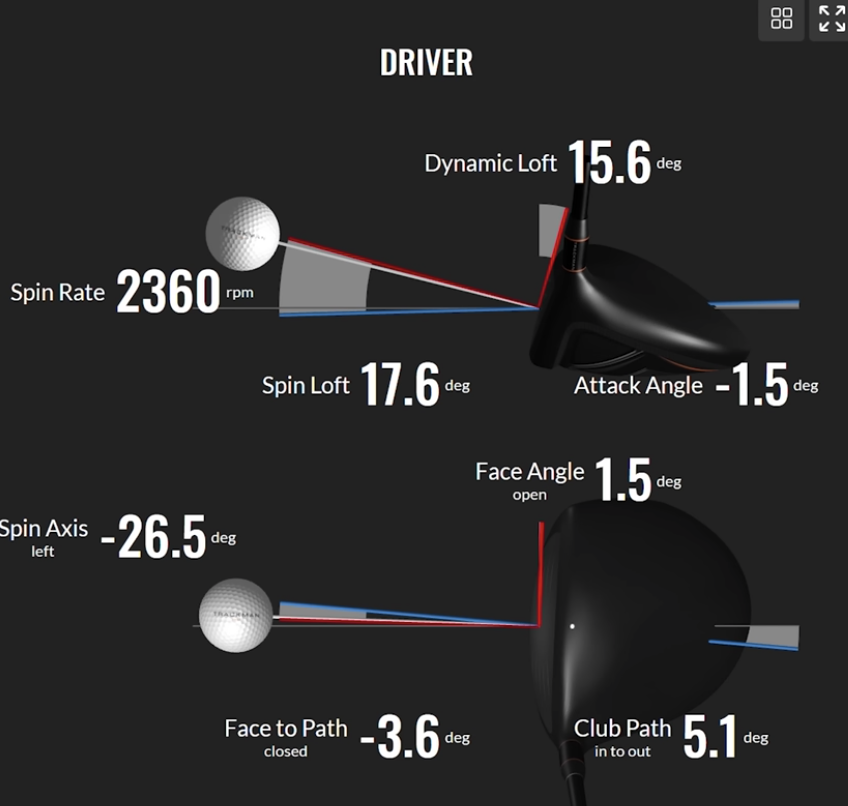 DRIVER
Dynamic Loft 15.6 deg
Spin Rate 2360 rpm
Spin Loft 17.6 deg
Attack Angle -1.5 deg
Face Angle 1.5 deg
open
Spin Axis -26.5 deg
left
TRACKMAN
Face to Path -3.6 deg
closed
Club Path 5.1 deg
in to out